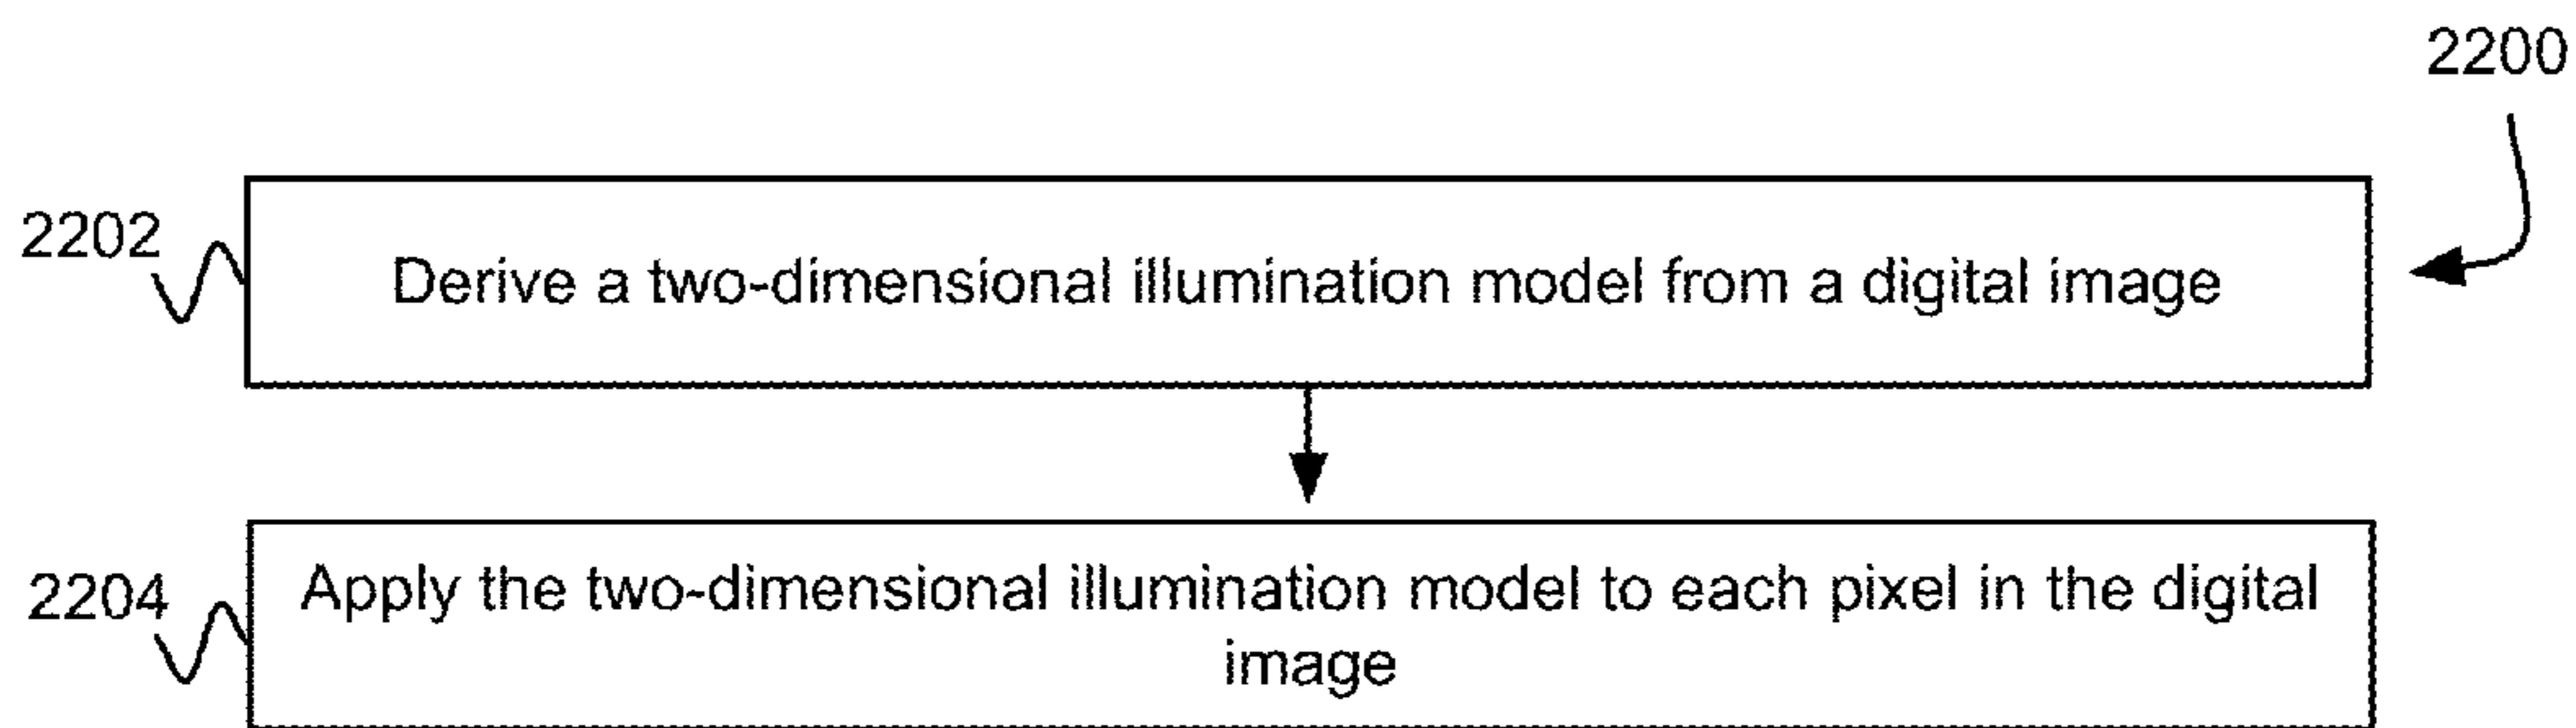 2200
2202
Derive a two-dimensional illumination model from a digital image
2204
Apply the two-dimensional illumination model to each pixel in the digital
image